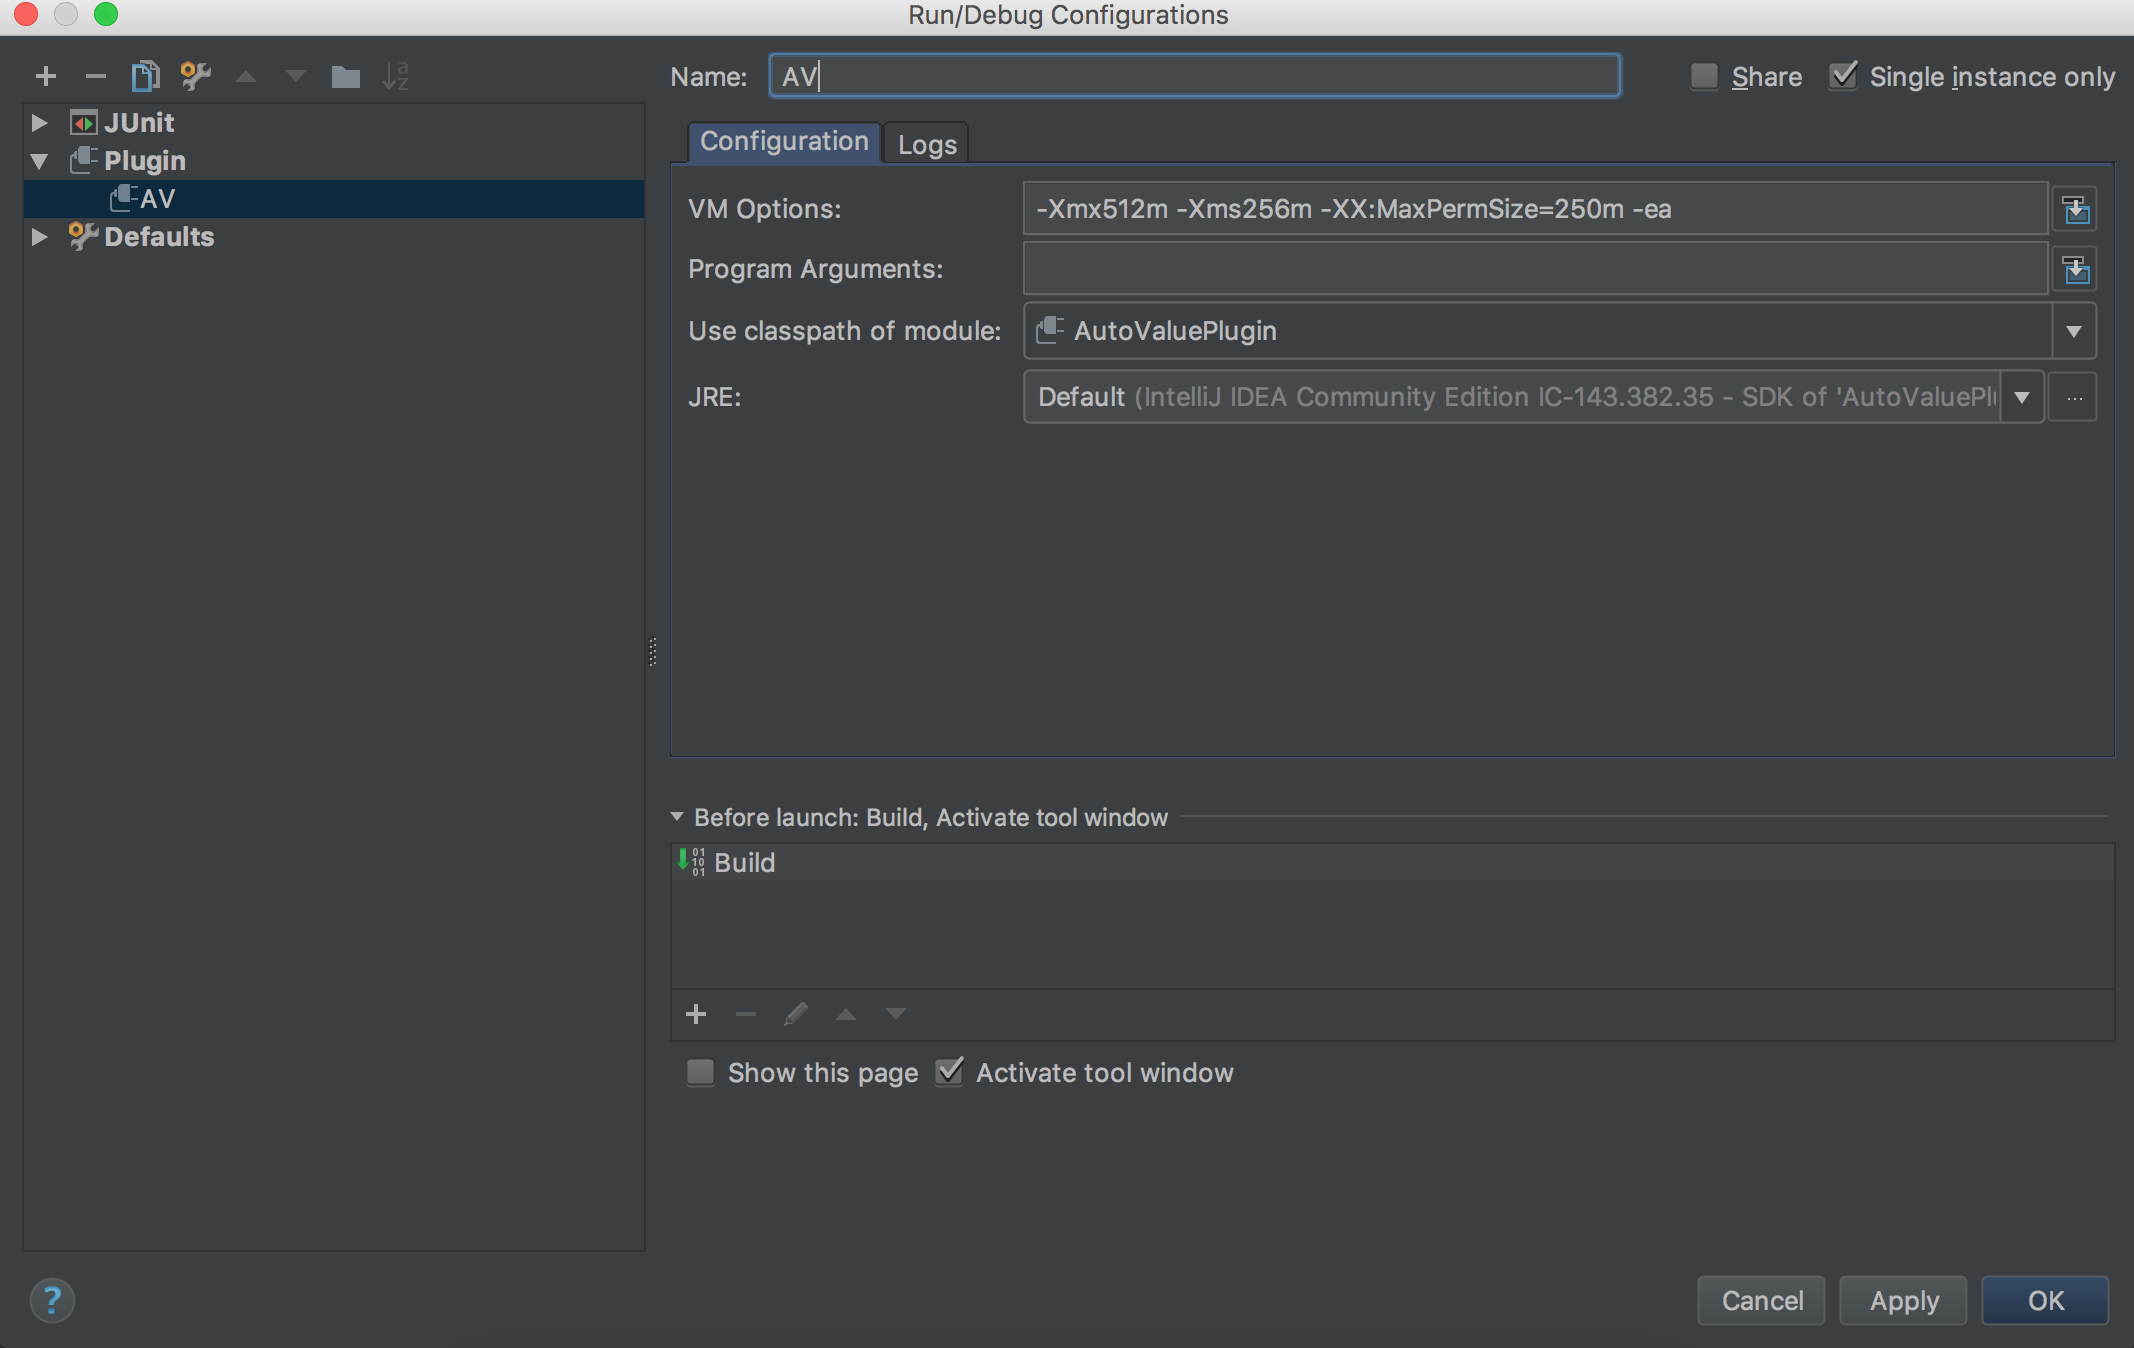 Run/Debug Configurations
Name: AV
Share
Single instance only
JUnit
Plugin
AV
Defaults
Configuration
Logs
VM Options: -Xmx512m -Xms256m -XX:MaxPermSize=250m -ea
Program Arguments:
Use classpath of module: AutoValuePlugin
JRE: Default (IntelliJ IDEA Community Edition IC-143.382.35 - SDK of 'AutoValuePl
...
Before launch: Build, Activate tool window
Build
Show this page
Activate tool window
?
Cancel
Apply
OK